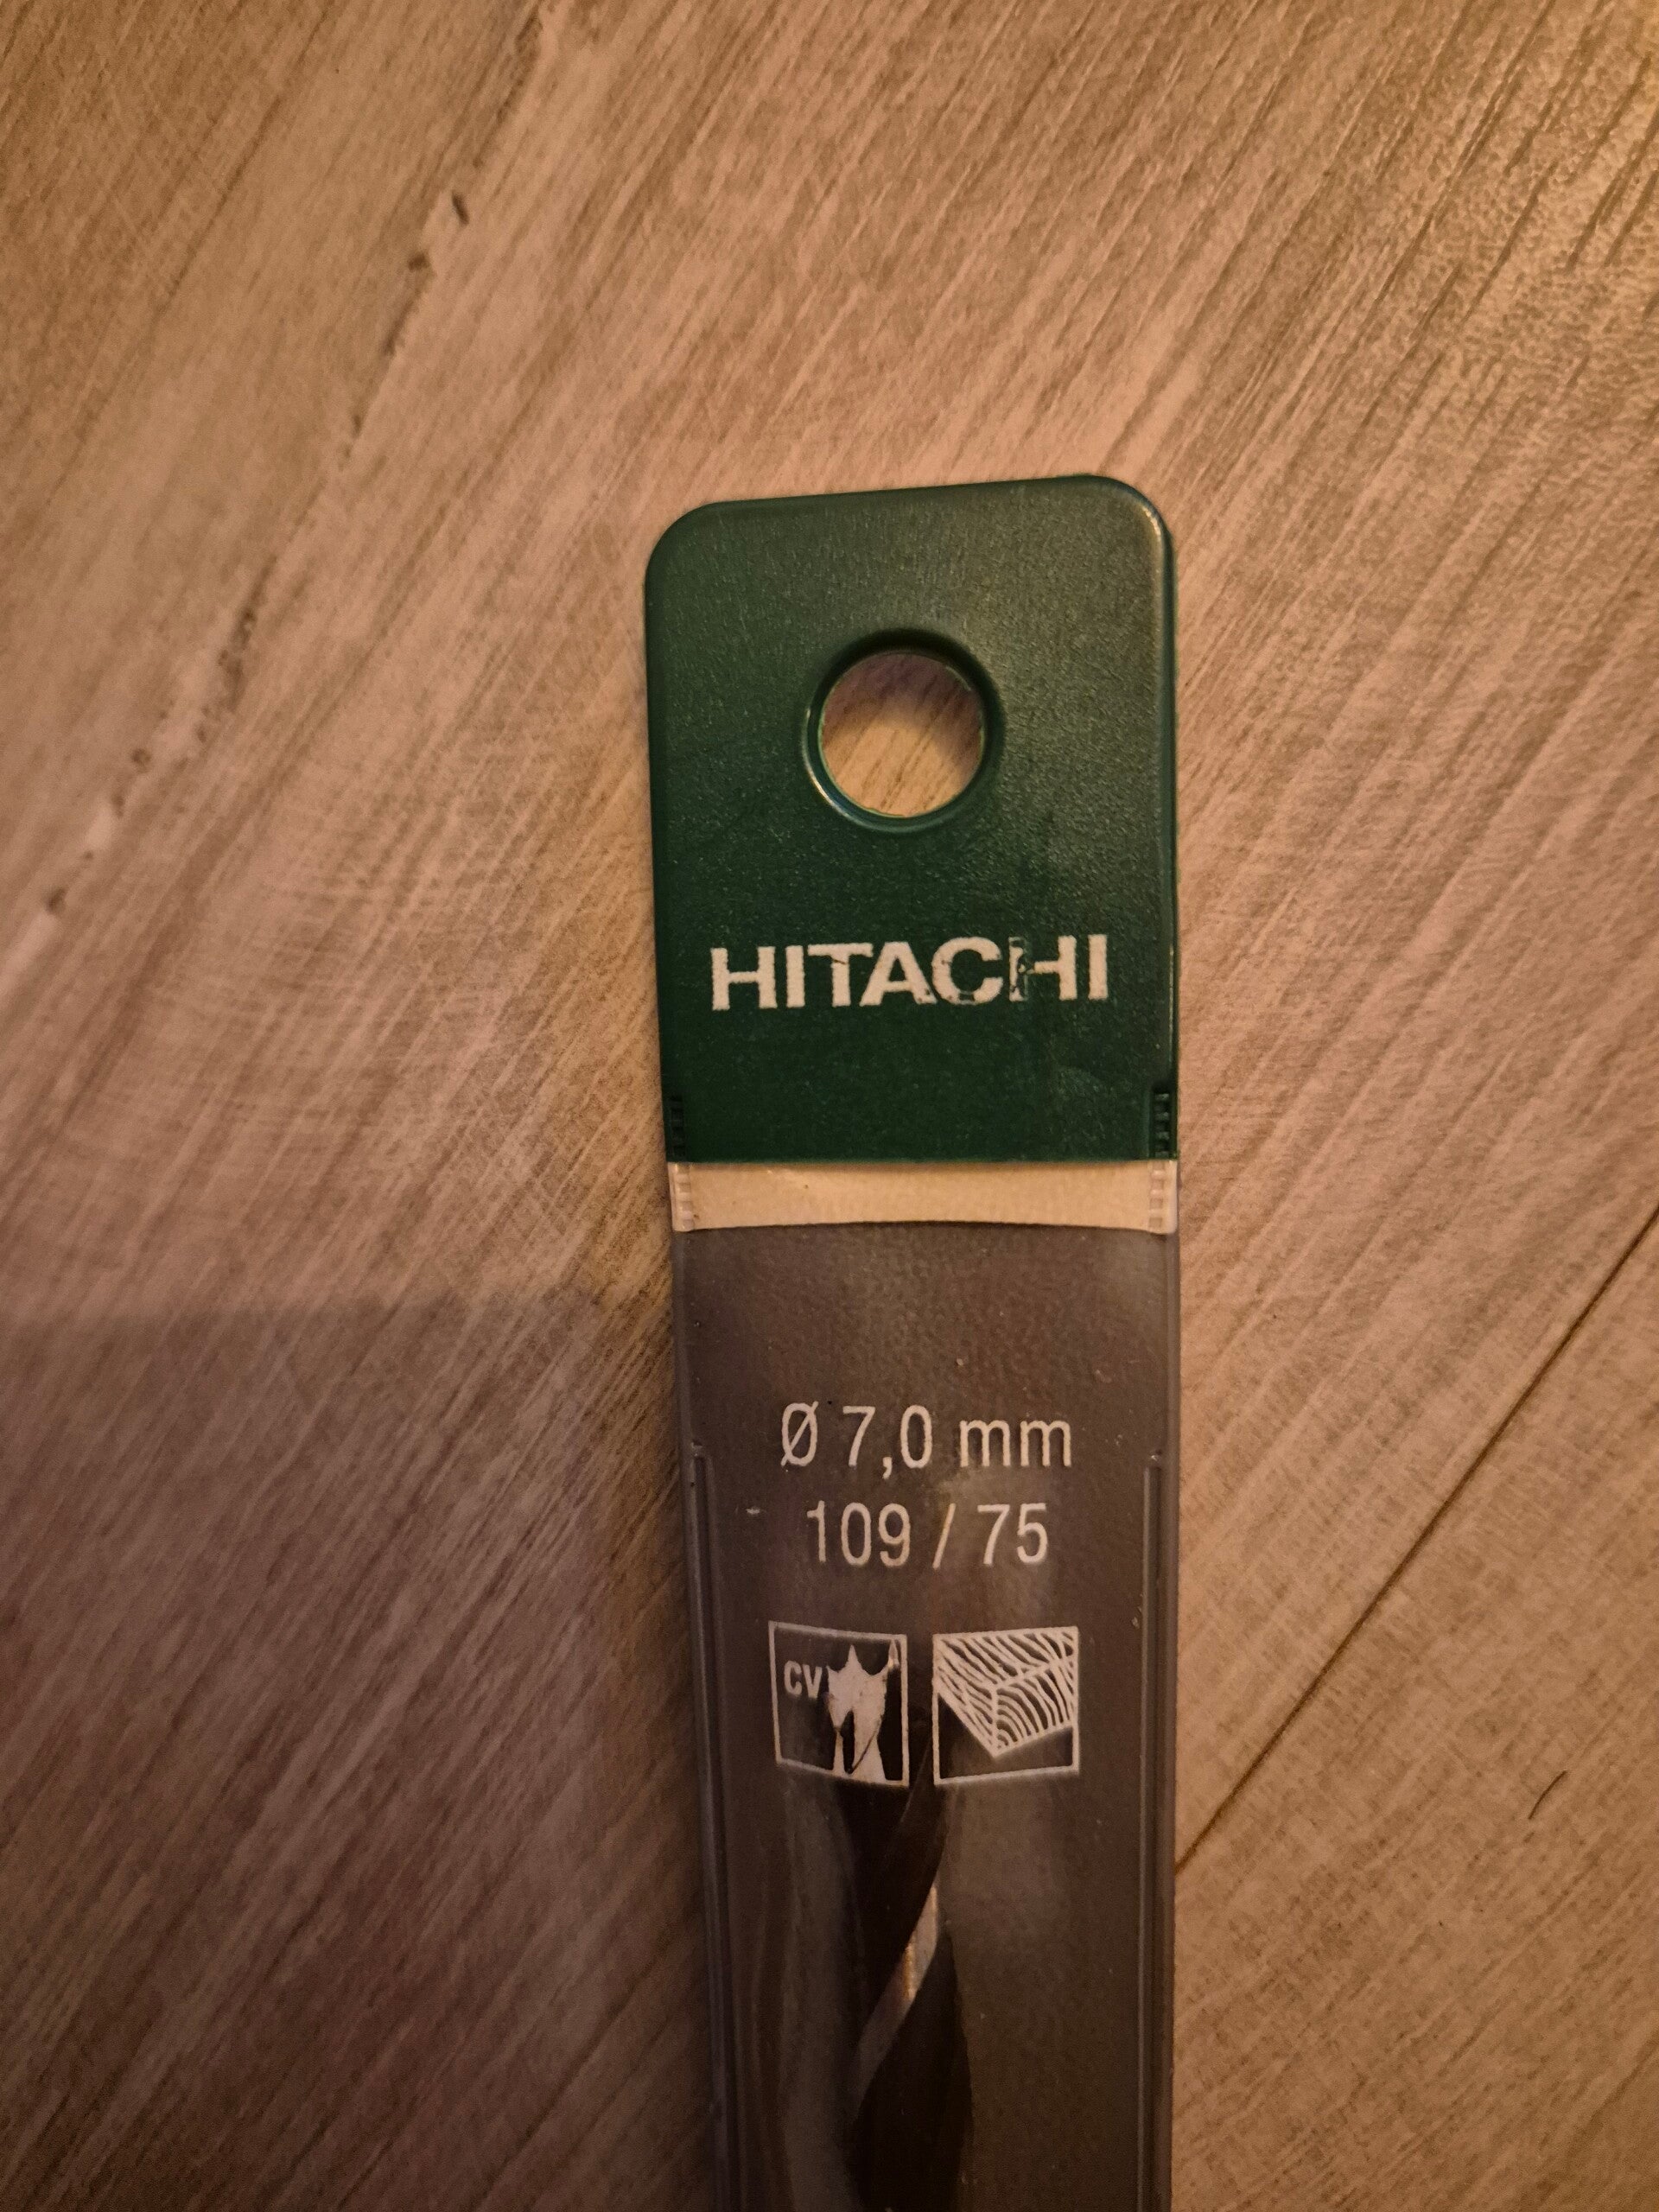 HITACHI
Ø 7,0 mm
109 / 75
CV